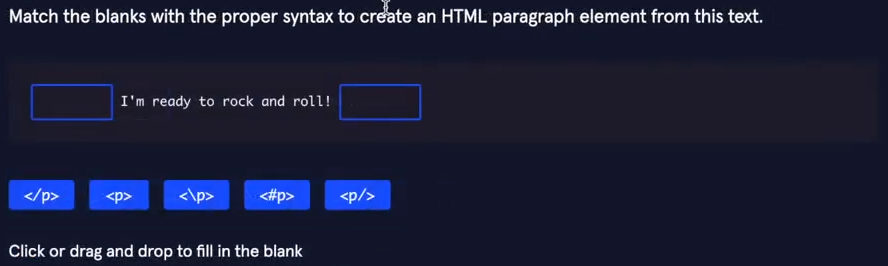 Match the blanks with the proper syntax to create an HTML paragraph element from this text.
I'm ready to rock and roll!
</p> <p> <\p> <#p> <p/>
Click or drag and drop to fill in the blank